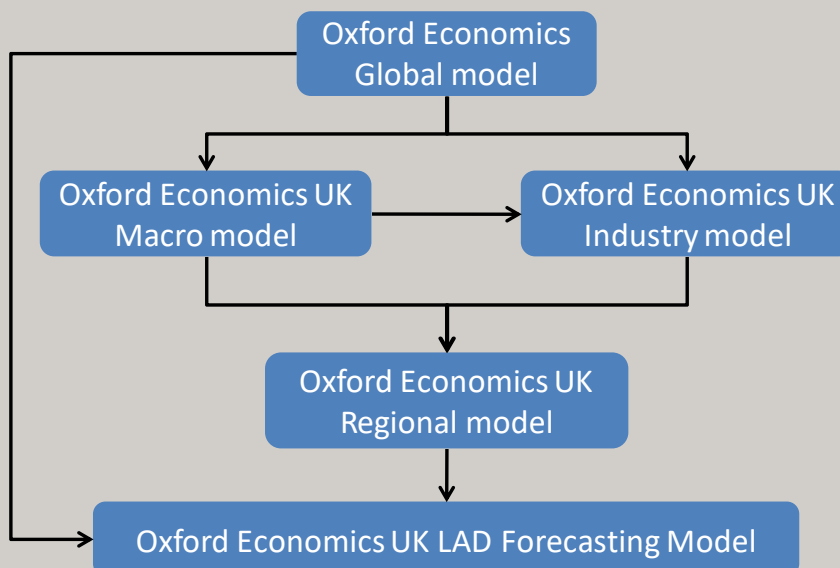 Oxford Economics
Global model
Oxford Economics UK
Macro model
Oxford Economics UK
Industry model
Oxford Economics UK
Regional model
Oxford Economics UK LAD Forecasting Model